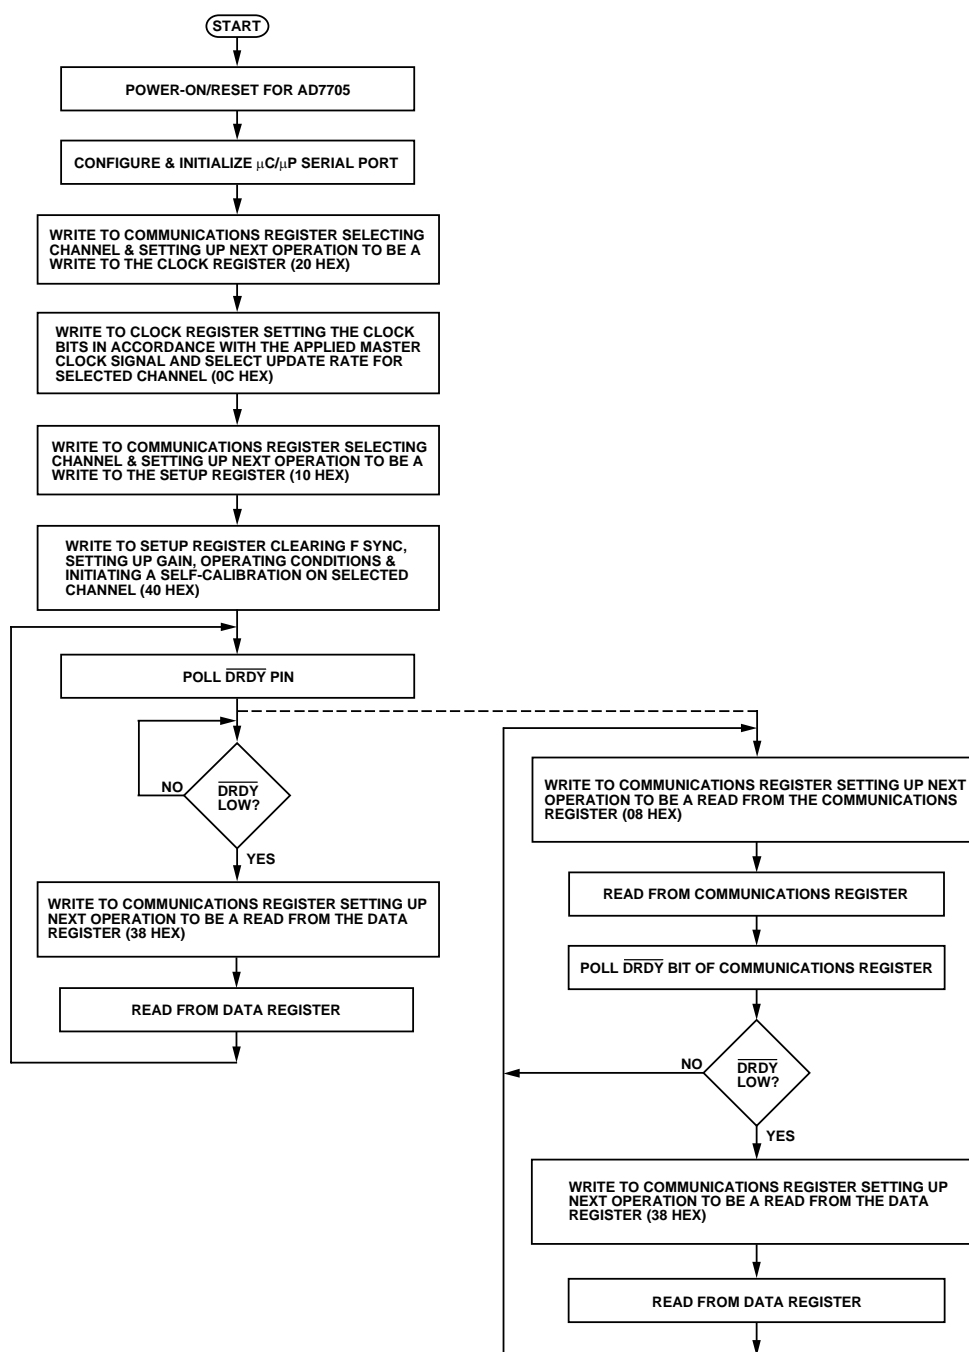 START
POWER-ON/RESET FOR AD7705
CONFIGURE & INITIALIZE μC/μP SERIAL PORT
WRITE TO COMMUNICATIONS REGISTER SELECTING
CHANNEL & SETTING UP NEXT OPERATION TO BE A
WRITE TO THE CLOCK REGISTER (20 HEX)
WRITE TO CLOCK REGISTER SETTING THE CLOCK
BITS IN ACCORDANCE WITH THE APPLIED MASTER
CLOCK SIGNAL AND SELECT UPDATE RATE FOR
SELECTED CHANNEL (0C HEX)
WRITE TO COMMUNICATIONS REGISTER SELECTING
CHANNEL & SETTING UP NEXT OPERATION TO BE A
WRITE TO THE SETUP REGISTER (10 HEX)
WRITE TO SETUP REGISTER CLEARING F SYNC,
SETTING UP GAIN, OPERATING CONDITIONS &
INITIATING A SELF-CALIBRATION ON SELECTED
CHANNEL (40 HEX)
POLL D̅R̅D̅Y̅ PIN
NO
D̅R̅D̅Y̅
LOW?
YES
WRITE TO COMMUNICATIONS REGISTER SETTING UP
NEXT OPERATION TO BE A READ FROM THE DATA
REGISTER (38 HEX)
READ FROM DATA REGISTER
WRITE TO COMMUNICATIONS REGISTER SETTING UP NEXT
OPERATION TO BE A READ FROM THE COMMUNICATIONS
REGISTER (08 HEX)
READ FROM COMMUNICATIONS REGISTER
POLL D̅R̅D̅Y̅ BIT OF COMMUNICATIONS REGISTER
NO
D̅R̅D̅Y̅
LOW?
YES
WRITE TO COMMUNICATIONS REGISTER SETTING UP
NEXT OPERATION TO BE A READ FROM THE DATA
REGISTER (38 HEX)
READ FROM DATA REGISTER